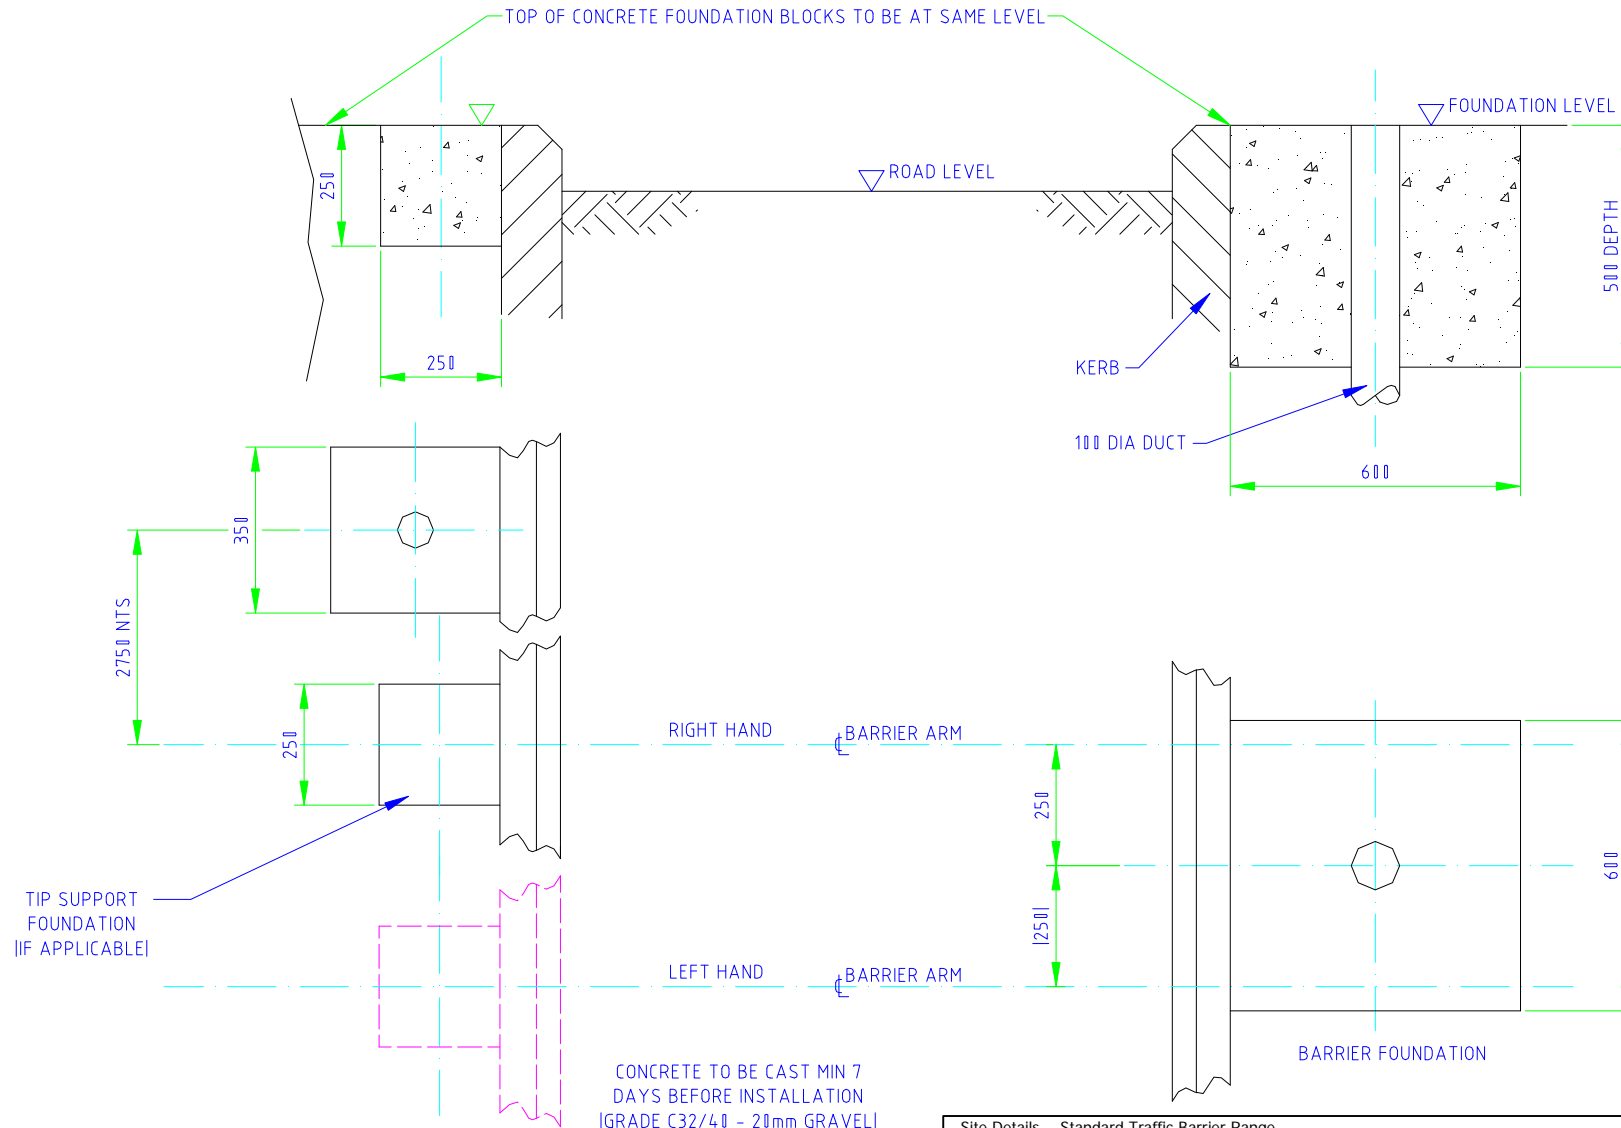 TOP OF CONCRETE FOUNDATION BLOCKS TO BE AT SAME LEVEL
FOUNDATION LEVEL
ROAD LEVEL
250
500 DEPTH
250
KERB
100 DIA DUCT
600
350
2750 NTS
250
RIGHT HAND
BARRIER ARM
250
600
TIP SUPPORT
FOUNDATION
|IF APPLICABLE|
|250|
LEFT HAND
BARRIER ARM
BARRIER FOUNDATION
CONCRETE TO BE CAST MIN 7
DAYS BEFORE INSTALLATION
|GRADE C32/40 - 20mm GRAVEL|
Site Details Standard Traffic Barrier Range